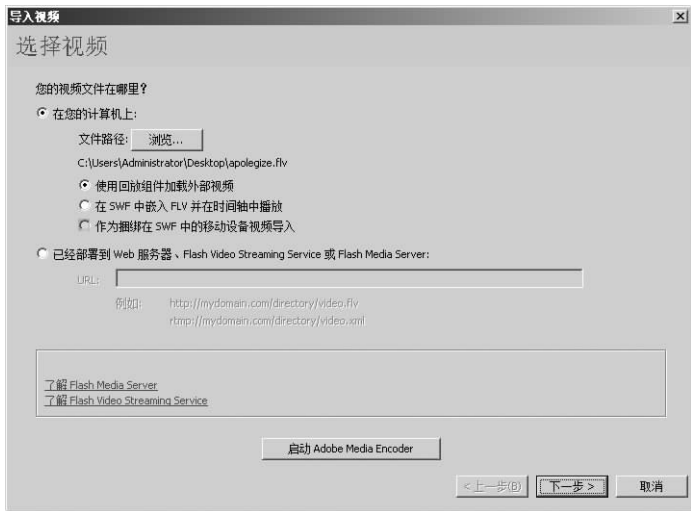 导入视频
选择视频
您的视频文件在哪里?
在您的计算机上:
文件路径: 浏览...
C:\Users\Administrator\Desktop\apolegize.flv
使用回放组件加载外部视频
在 SWF 中嵌入 FLV 并在时间轴中播放
作为捆绑在 SWF 中的移动设备视频导入
已经部署到 Web 服务器、Flash Video Streaming Service 或 Flash Media Server:
URL:
例如: http://mydomain.com/directory/video.flv
rtmp://mydomain.com/directory/video.xml
了解 Flash Media Server
了解 Flash Video Streaming Service
启动 Adobe Media Encoder
<上一步(B) 下一步 > 取消